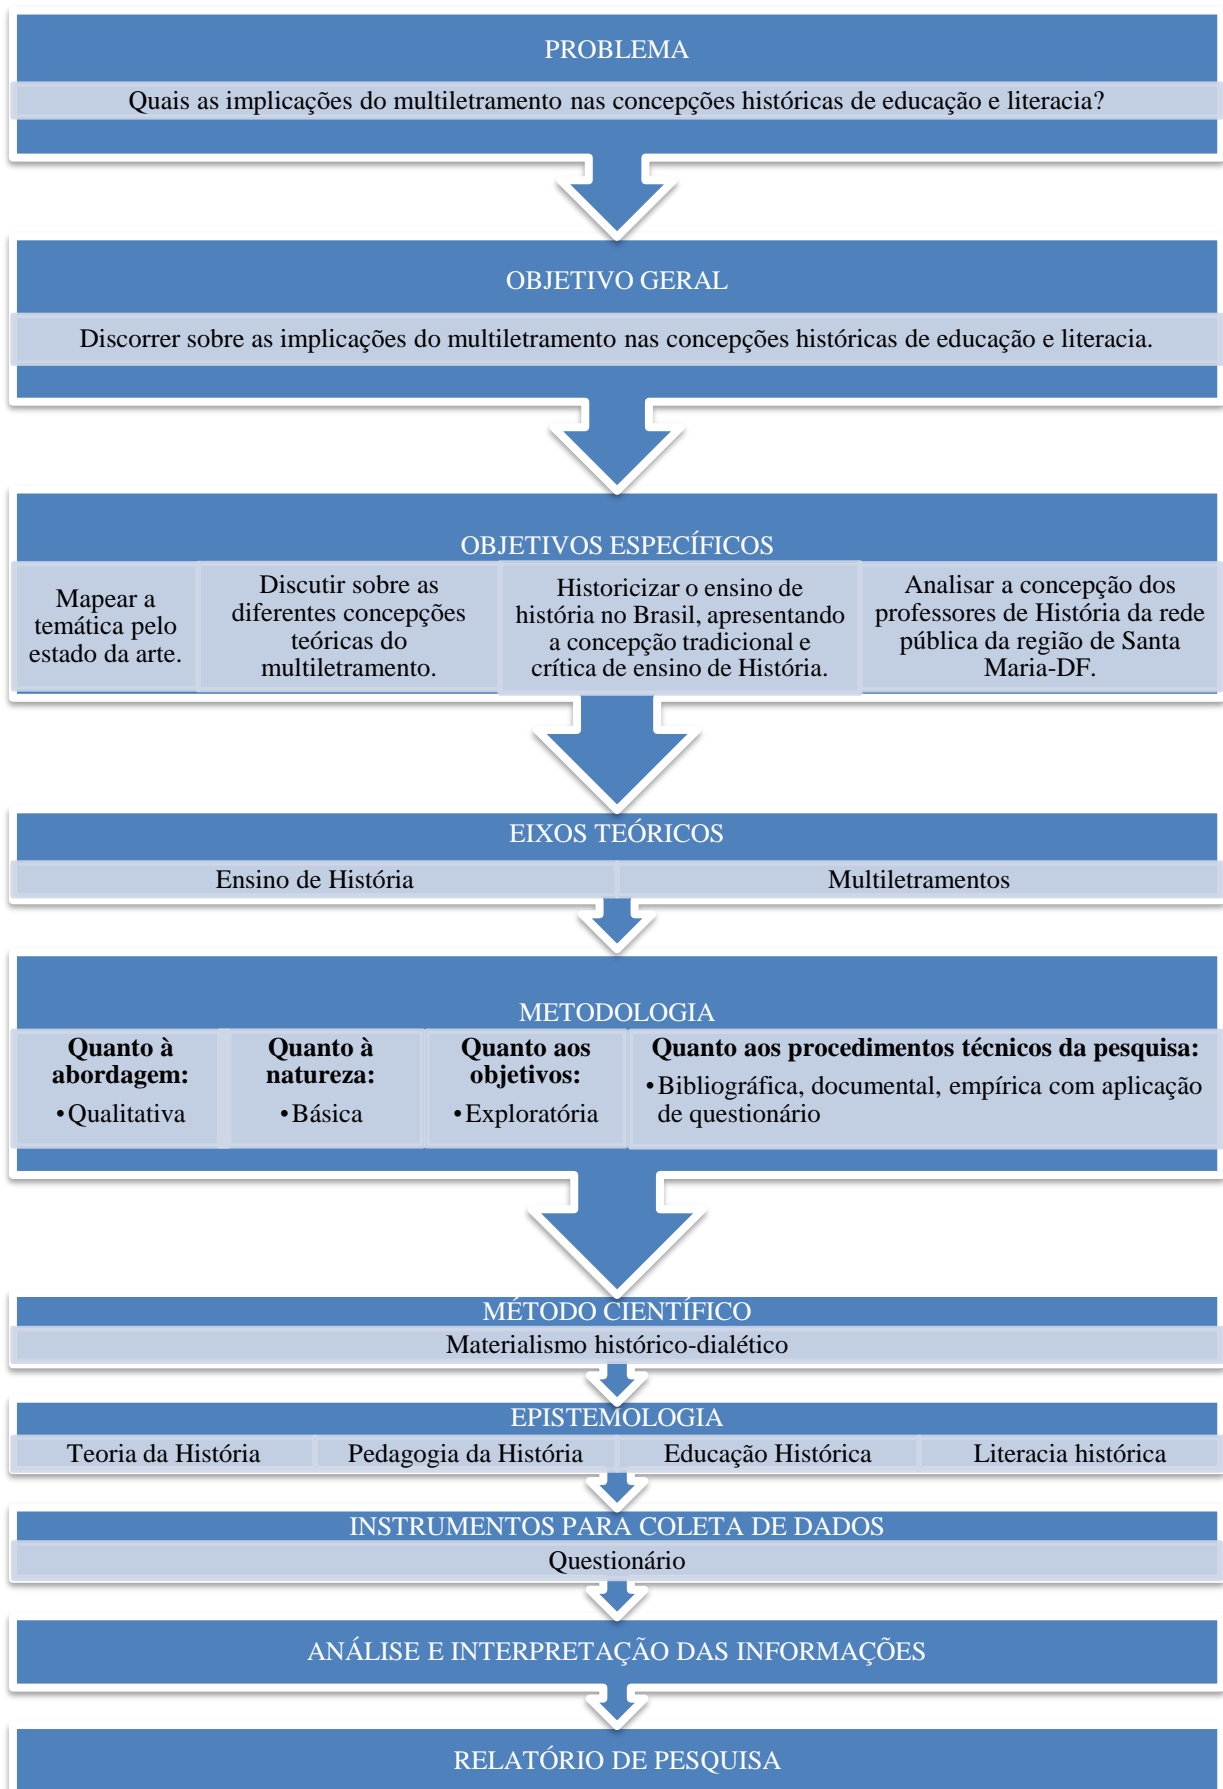 PROBLEMA
Quais as implicações do multiletramento nas concepções históricas de educação e literacia?
OBJETIVO GERAL
Discorrer sobre as implicações do multiletramento nas concepções históricas de educação e literacia.
OBJETIVOS ESPECÍFICOS
Mapear a
temática pelo
estado da arte.
Discutir sobre as
diferentes concepções
teóricas do
multiletramento.
Historicizar o ensino de
história no Brasil, apresentando
a concepção tradicional e
crítica de ensino de História.
Analisar a concepção dos
professores de História da rede
pública da região de Santa
Maria-DF.
EIXOS TEÓRICOS
Ensino de História
Multiletramentos
METODOLOGIA
Quanto à
abordagem:
•Qualitativa
Quanto à
natureza:
•Básica
Quanto aos
objetivos:
•Exploratória
Quanto aos procedimentos técnicos da pesquisa:
•Bibliográfica, documental, empírica com aplicação
de questionário
MÉTODO CIENTÍFICO
Materialismo histórico-dialético
EPISTEMOLOGIA
Teoria da História
Pedagogia da História
Educação Histórica
Literacia histórica
INSTRUMENTOS PARA COLETA DE DADOS
Questionário
ANÁLISE E INTERPRETAÇÃO DAS INFORMAÇÕES
RELATÓRIO DE PESQUISA